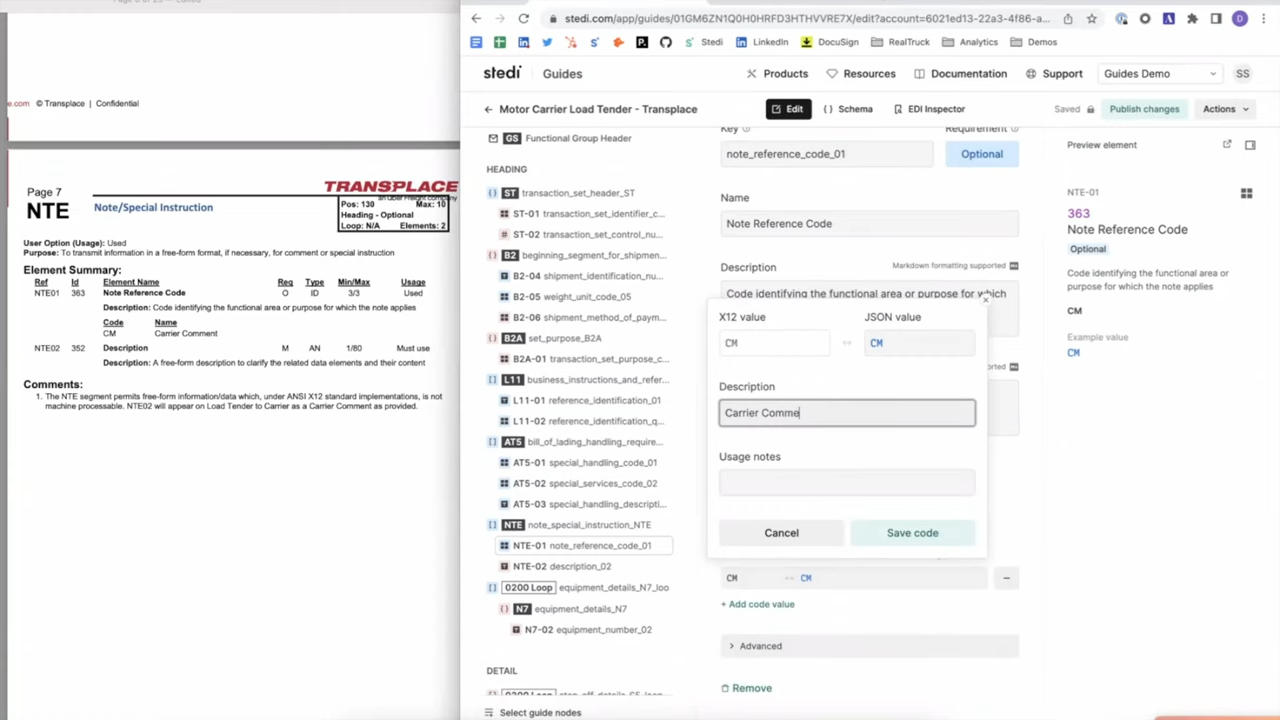 Page 6 of 25 — Edited
e.com © Transplace | Confidential
Page 7
TRANSPLACE
an Uber Freight company
NTE
Note/Special Instruction
Pos: 130 Max: 10
Heading - Optional
Loop: N/A Elements: 2
User Option (Usage): Used
Purpose: To transmit information in a free-form format, if necessary, for comment or special instruction
Element Summary:
Ref Id Element Name Req Type Min/Max Usage
NTE01 363 Note Reference Code O ID 3/3 Used
Description: Code identifying the functional area or purpose for which the note applies
Code Name
CM Carrier Comment
NTE02 352 Description M AN 1/80 Must use
Description: A free-form description to clarify the related data elements and their content
Comments:
1. The NTE segment permits free-form information/data which, under ANSI X12 standard implementations, is not
machine processable. NTE02 will appear on Load Tender to Carrier as a Carrier Comment as provided.
stedi.com/app/guides/01GM6ZN1Q0H0HRFD3HTHVVRE7X/edit?account=6021ed13-22a3-4f86-a...
D
Stedi LinkedIn DocuSign RealTruck Analytics Demos
stedi Guides Products Resources Documentation Support Guides Demo SS
Motor Carrier Load Tender - Transplace Edit Schema EDI Inspector Saved Publish changes Actions
GS Functional Group Header
HEADING
{} ST transaction_set_header_ST
ST-01 transaction_set_identifier_c...
# ST-02 transaction_set_control_nu...
{} B2 beginning_segment_for_shipmen...
B2-04 shipment_identification_nu...
B2-05 weight_unit_code_05
B2-06 shipment_method_of_paym...
{} B2A set_purpose_B2A
B2A-01 transaction_set_purpose_c...
[] L11 business_instructions_and_refer...
L11-01 reference_identification_01
L11-02 reference_identification_q...
[] AT5 bill_of_lading_handling_require...
AT5-01 special_handling_code_01
AT5-02 special_services_code_02
AT5-03 special_handling_descripti...
[] NTE note_special_instruction_NTE
NTE-01 note_reference_code_01
NTE-02 description_02
[] 0200 Loop equipment_details_N7_loo
{} N7 equipment_details_N7
N7-02 equipment_number_02
DETAIL
0300 Loop stop_off_details_S5_loop...
Select guide nodes
Key Requirement
note_reference_code_01 Optional
Name
Note Reference Code
Description Markdown formatting supported
Code identifying the functional area or purpose for which
X12 value JSON value
CM CM
orted
Description
Carrier Comme
Usage notes
Cancel Save code
CM CM
+ Add code value
Advanced
Remove
Preview element
NTE-01
363
Note Reference Code
Optional
Code identifying the functional area or
purpose for which the note applies
CM
Example value
CM